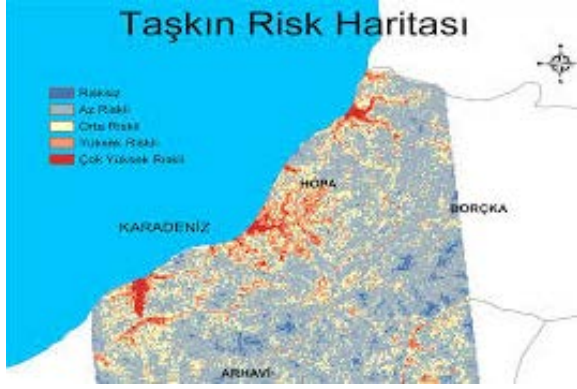 Taşkın Risk Haritası
Risksiz
Az Riskli
Orta Riskli
Yüksek Riskli
Çok Yüksek Riskli
HOPA
BORÇKA
KARADENİZ
ARHAVİ